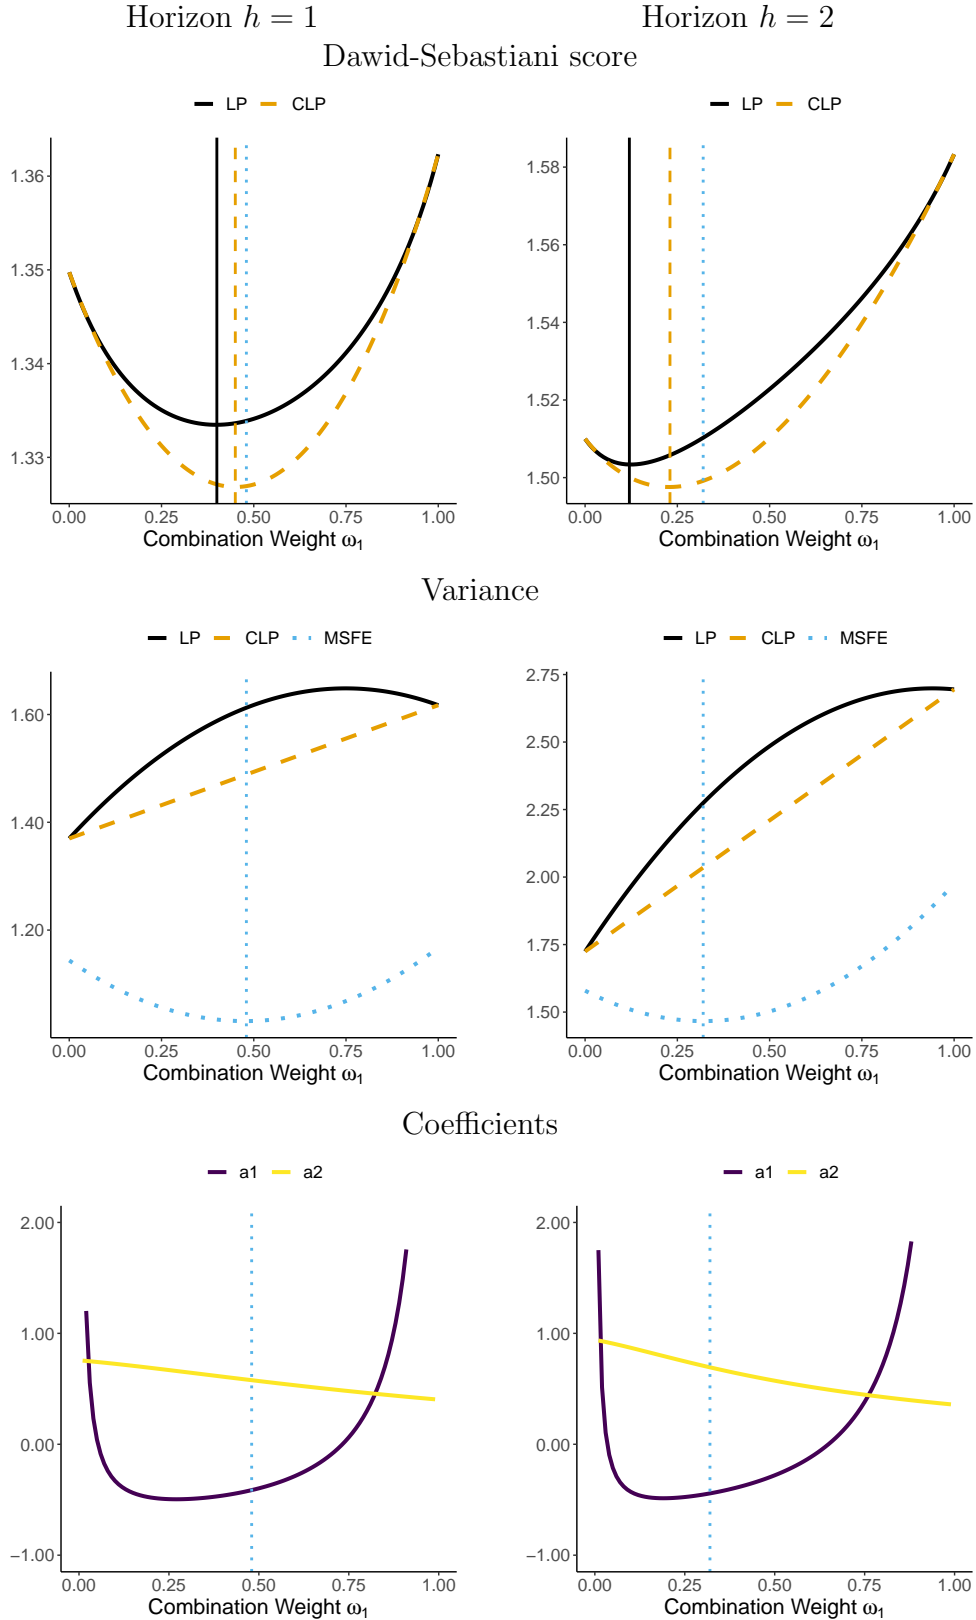 Horizon h = 1 Horizon h = 2
Dawid-Sebastiani score
LP CLP
1.36
1.35
1.34
1.33
0.00 0.25 0.50 0.75 1.00
Combination Weight ω1
LP CLP
1.58
1.56
1.54
1.52
1.50
0.00 0.25 0.50 0.75 1.00
Combination Weight ω1
Variance
LP CLP MSFE
1.60
1.40
1.20
0.00 0.25 0.50 0.75 1.00
Combination Weight ω1
LP CLP MSFE
2.75
2.50
2.25
2.00
1.75
1.50
0.00 0.25 0.50 0.75 1.00
Combination Weight ω1
Coefficients
a1 a2
2.00
1.00
0.00
−1.00
0.00 0.25 0.50 0.75 1.00
Combination Weight ω1
a1 a2
2.00
1.00
0.00
−1.00
0.00 0.25 0.50 0.75 1.00
Combination Weight ω1